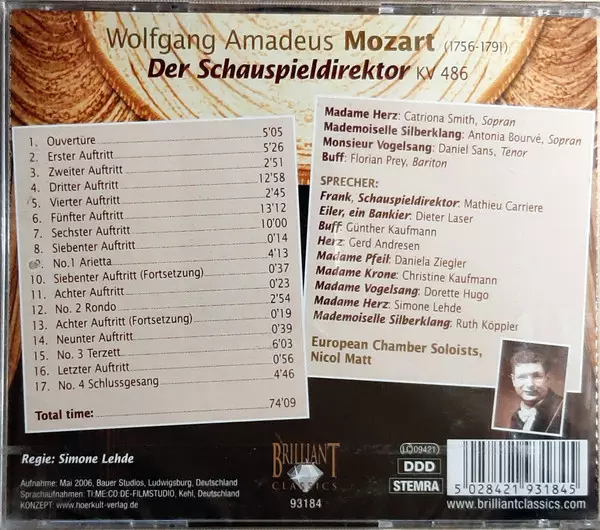 Wolfgang Amadeus Mozart (1756-1791)
Der Schauspieldirektor KV 486
1. Ouvertüre 5'05
2. Erster Auftritt 5'26
3. Zweiter Auftritt 2'51
4. Dritter Auftritt 12'58
5. Vierter Auftritt 2'45
6. Fünfter Auftritt 13'12
7. Sechster Auftritt 10'00
8. Siebenter Auftritt 0'14
No.1 Arietta 4'13
10. Siebenter Auftritt (Fortsetzung) 0'37
11. Achter Auftritt 0'23
12. No. 2 Rondo 2'54
13. Achter Auftritt (Fortsetzung) 0'19
14. Neunter Auftritt 0'39
15. No. 3 Terzett 6'03
16. Letzter Auftritt 0'56
17. No. 4 Schlussgesang 4'46
Total time: 74'09
Madame Herz: Catriona Smith, Sopran
Mademoiselle Silberklang: Antonia Bourvé, Sopran
Monsieur Vogelsang: Daniel Sans, Tenor
Buff: Florian Prey, Bariton
SPRECHER:
Frank, Schauspieldirektor: Mathieu Carriere
Eiler, ein Bankier: Dieter Laser
Buff: Günther Kaufmann
Herz: Gerd Andresen
Madame Pfeil: Daniela Ziegler
Madame Krone: Christine Kaufmann
Madame Vogelsang: Dorette Hugo
Madame Herz: Simone Lehde
Mademoiselle Silberklang: Ruth Köppler
European Chamber Soloists,
Nicol Matt
Regie: Simone Lehde
Aufnahme: Mai 2006, Bauer Studios, Ludwigsburg, Deutschland
Sprachaufnahmen: TI:ME:CO DE-FILMSTUDIO, Kehl, Deutschland
KONZEPT: www.hoerkult-verlag.de
BRILLIANT
CLASSICS
93184
LC 09421
DDD
STEMRA
5 028421 931845
www.brilliantclassics.com